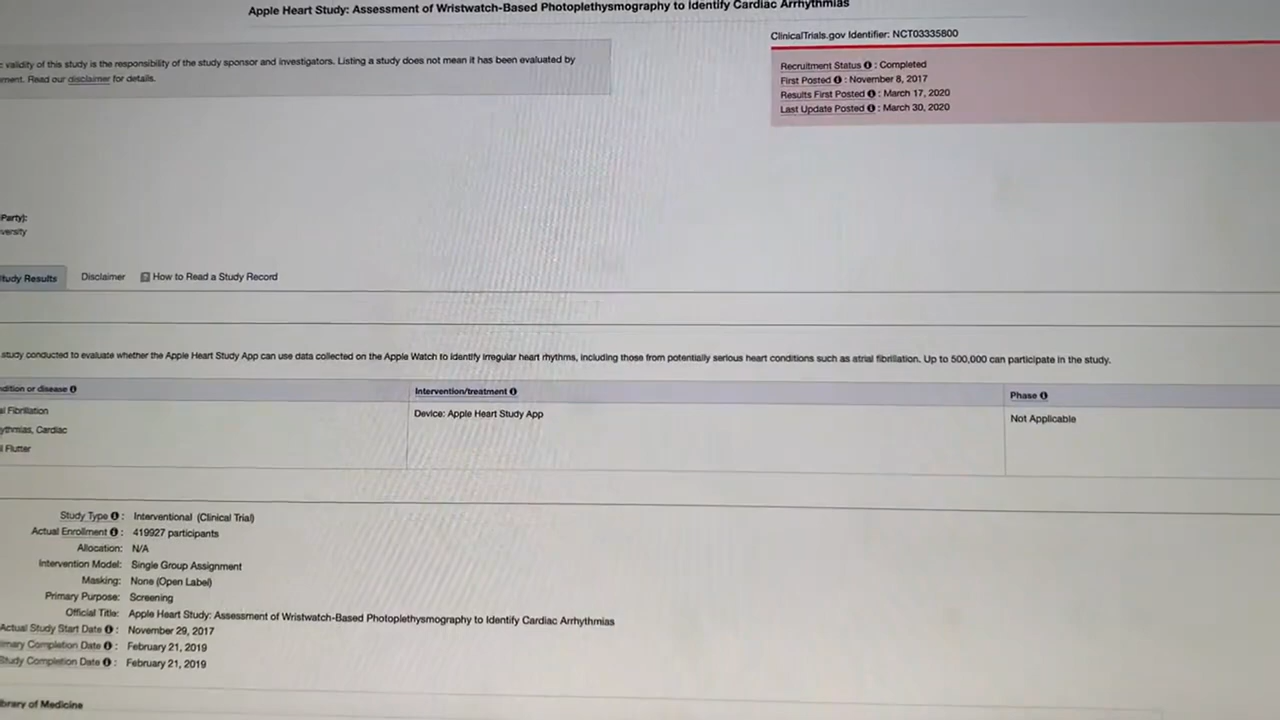 Apple Heart Study: Assessment of Wristwatch-Based Photoplethysmography to Identify Cardiac Arrhythmias
ClinicalTrials.gov Identifier: NCT03335800
validity of this study is the responsibility of the study sponsor and investigators. Listing a study does not mean it has been evaluated by
ment. Read our disclaimer for details.
Recruitment Status : Completed
First Posted : November 8, 2017
Results First Posted : March 17, 2020
Last Update Posted : March 30, 2020
Party):
versity
tudy Results
Disclaimer
How to Read a Study Record
study conducted to evaluate whether the Apple Heart Study App can use data collected on the Apple Watch to identify irregular heart rhythms, including those from potentially serious heart conditions such as atrial fibrillation. Up to 500,000 can participate in the study.
dition or disease
Intervention/treatment
Phase
al Fibrillation
ythmias, Cardiac
l Flutter
Device: Apple Heart Study App
Not Applicable
Study Type : Interventional (Clinical Trial)
Actual Enrollment : 419927 participants
Allocation: N/A
Intervention Model: Single Group Assignment
Masking: None (Open Label)
Primary Purpose: Screening
Official Title: Apple Heart Study: Assessment of Wristwatch-Based Photoplethysmography to Identify Cardiac Arrhythmias
Actual Study Start Date : November 29, 2017
imary Completion Date : February 21, 2019
Study Completion Date : February 21, 2019
ibrary of Medicine